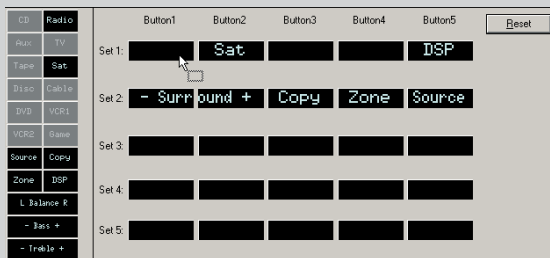 CD Radio Button1 Button2 Button3 Button4 Button5 Reset
Aux TV
Set 1: Sat DSP
Tape Sat
Disc Cable
Set 2: - Surround + Copy Zone Source
DVD VCR1
VCR2 Game
Set 3:
Source Copy
Zone DSP
Set 4:
L Balance R
- Bass +
Set 5:
- Treble +